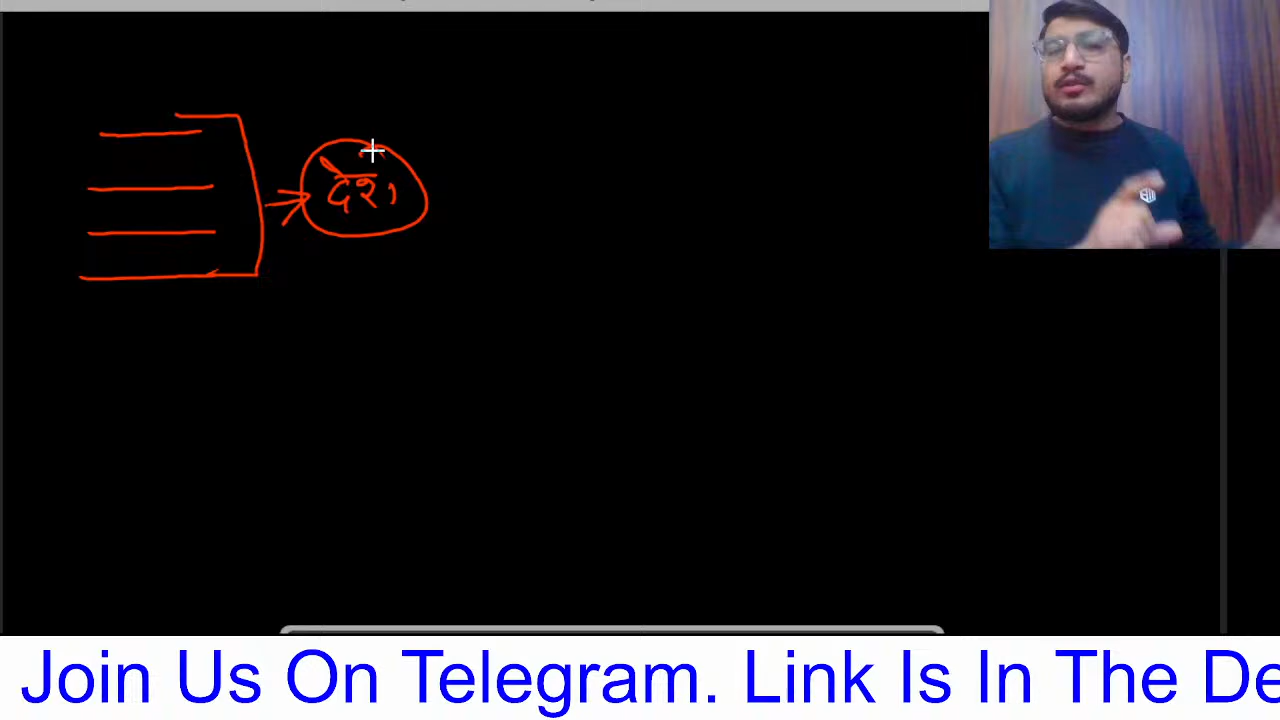 देश
Join Us On Telegram. Link Is In The De